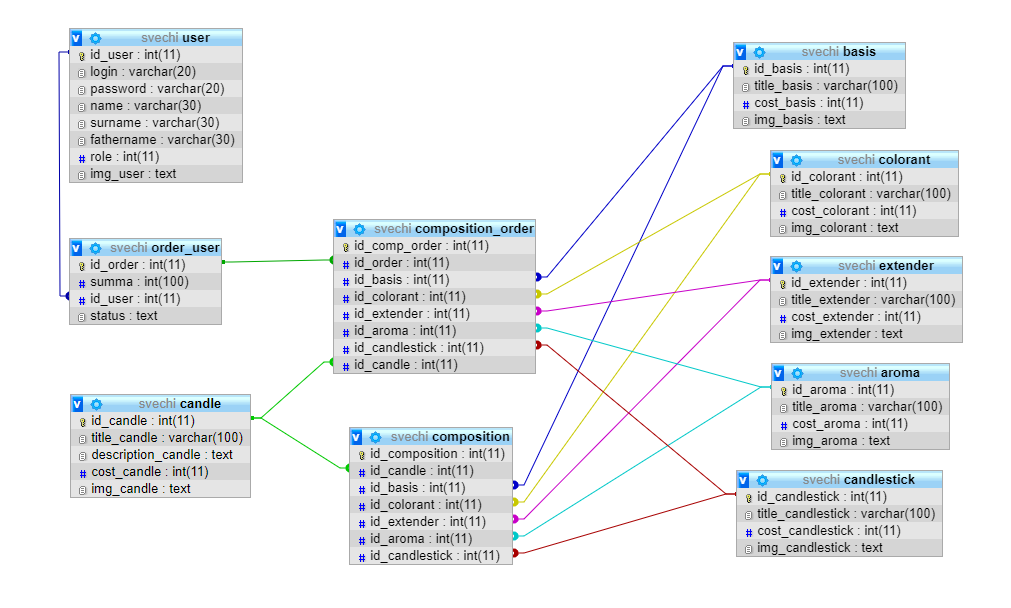 svechi user
id_user : int(11)
login : varchar(20)
password : varchar(20)
name : varchar(30)
surname : varchar(30)
fathername : varchar(30)
role : int(11)
img_user : text
svechi order_user
id_order : int(11)
summa : int(100)
id_user : int(11)
status : text
svechi candle
id_candle : int(11)
title_candle : varchar(100)
description_candle : text
cost_candle : int(11)
img_candle : text
svechi composition_order
id_comp_order : int(11)
id_order : int(11)
id_basis : int(11)
id_colorant : int(11)
id_extender : int(11)
id_aroma : int(11)
id_candlestick : int(11)
id_candle : int(11)
svechi composition
id_composition : int(11)
id_candle : int(11)
id_basis : int(11)
id_colorant : int(11)
id_extender : int(11)
id_aroma : int(11)
id_candlestick : int(11)
svechi basis
id_basis : int(11)
title_basis : varchar(100)
cost_basis : int(11)
img_basis : text
svechi colorant
id_colorant : int(11)
title_colorant : varchar(100)
cost_colorant : int(11)
img_colorant : text
svechi extender
id_extender : int(11)
title_extender : varchar(100)
cost_extender : int(11)
img_extender : text
svechi aroma
id_aroma : int(11)
title_aroma : varchar(100)
cost_aroma : int(11)
img_aroma : text
svechi candlestick
id_candlestick : int(11)
title_candlestick : varchar(100)
cost_candlestick : int(11)
img_candlestick : text